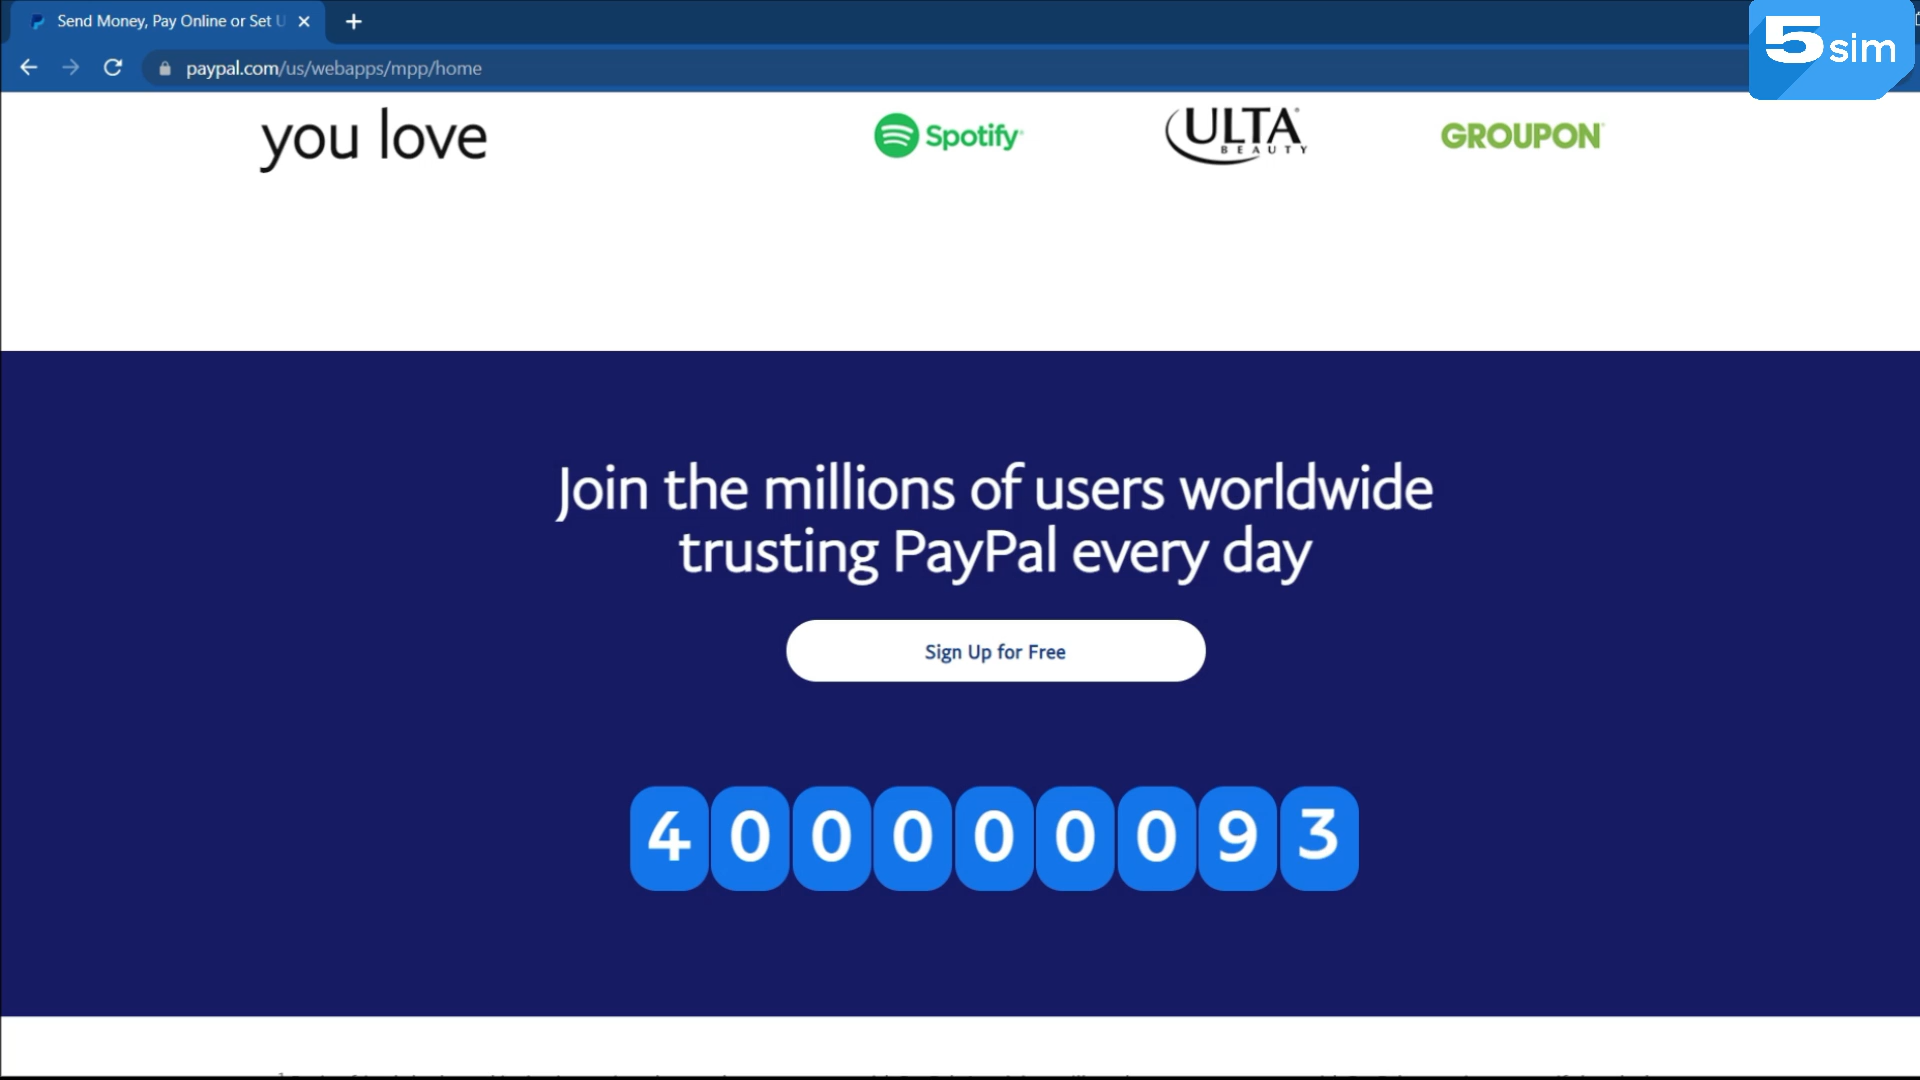 Send Money, Pay Online or Set U
5sim
paypal.com/us/webapps/mpp/home
you love
Spotify
ULTA
BEAUTY
GROUPON
Join the millions of users worldwide
trusting PayPal every day
Sign Up for Free
400000093